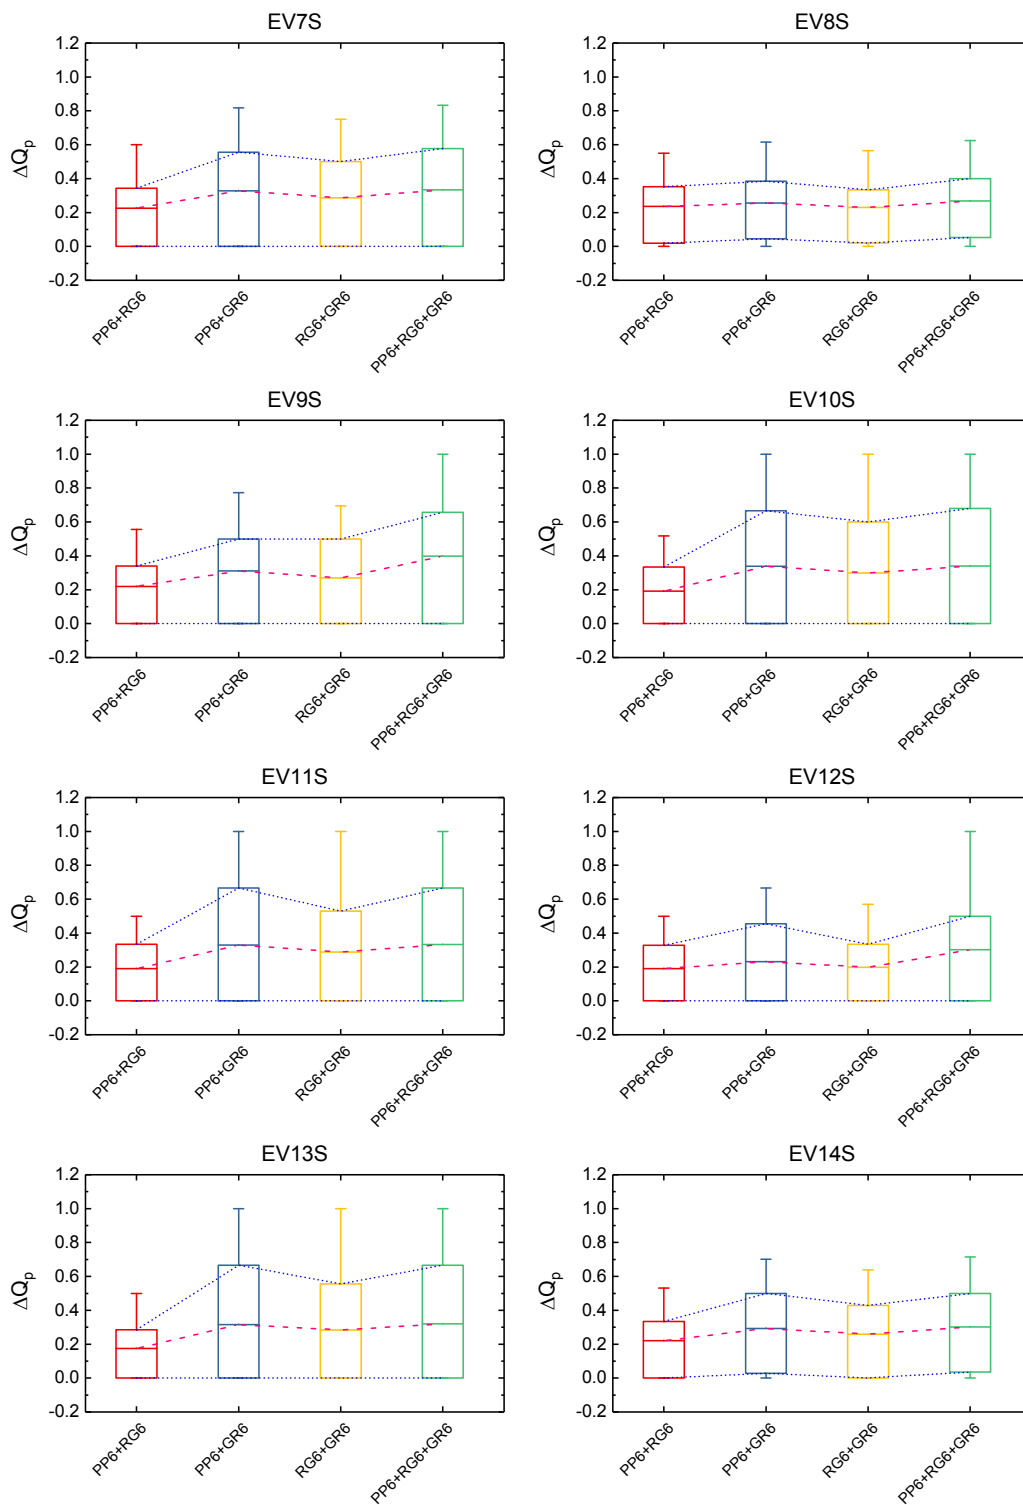 EV7S
1.2
1.0
0.8
0.6
0.4
0.2
0.0
-0.2
ΔQp
PP6+RG6
PP6+GR6
RG6+GR6
PP6+RG6+GR6
EV8S
1.2
1.0
0.8
0.6
0.4
0.2
0.0
-0.2
ΔQp
PP6+RG6
PP6+GR6
RG6+GR6
PP6+RG6+GR6
EV9S
1.2
1.0
0.8
0.6
0.4
0.2
0.0
-0.2
ΔQp
PP6+RG6
PP6+GR6
RG6+GR6
PP6+RG6+GR6
EV10S
1.2
1.0
0.8
0.6
0.4
0.2
0.0
-0.2
ΔQp
PP6+RG6
PP6+GR6
RG6+GR6
PP6+RG6+GR6
EV11S
1.2
1.0
0.8
0.6
0.4
0.2
0.0
-0.2
ΔQp
PP6+RG6
PP6+GR6
RG6+GR6
PP6+RG6+GR6
EV12S
1.2
1.0
0.8
0.6
0.4
0.2
0.0
-0.2
ΔQp
PP6+RG6
PP6+GR6
RG6+GR6
PP6+RG6+GR6
EV13S
1.2
1.0
0.8
0.6
0.4
0.2
0.0
-0.2
ΔQp
PP6+RG6
PP6+GR6
RG6+GR6
PP6+RG6+GR6
EV14S
1.2
1.0
0.8
0.6
0.4
0.2
0.0
-0.2
ΔQp
PP6+RG6
PP6+GR6
RG6+GR6
PP6+RG6+GR6